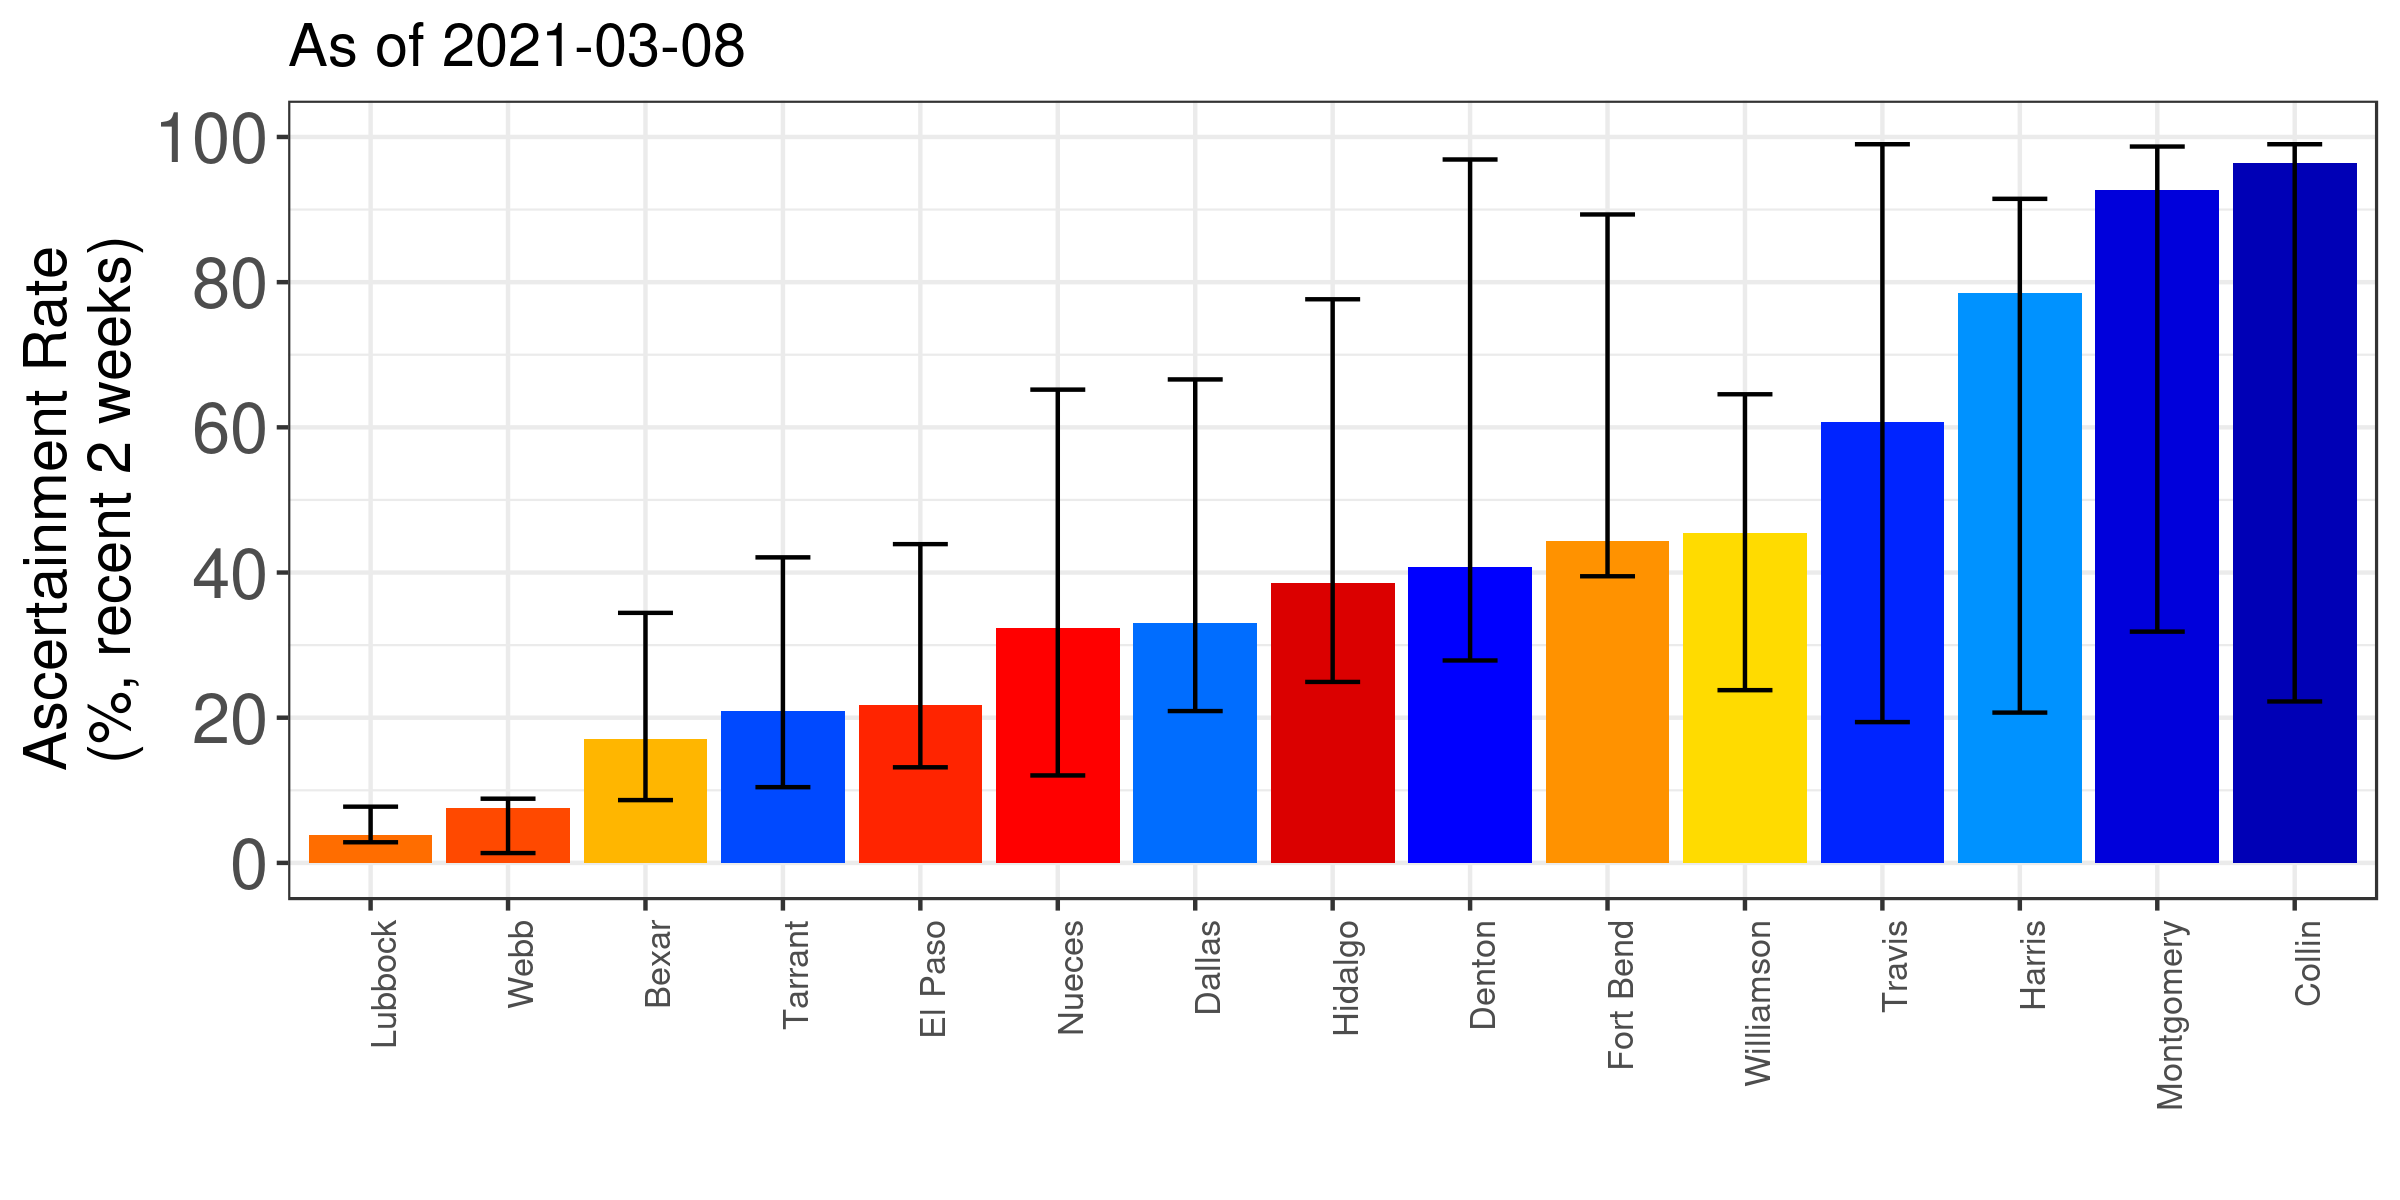 As of 2021-03-08
Ascertainment Rate
(%, recent 2 weeks)
100
80
60
40
20
0
Lubbock
Webb
Bexar
Tarrant
El Paso
Nueces
Dallas
Hidalgo
Denton
Fort Bend
Williamson
Travis
Harris
Montgomery
Collin